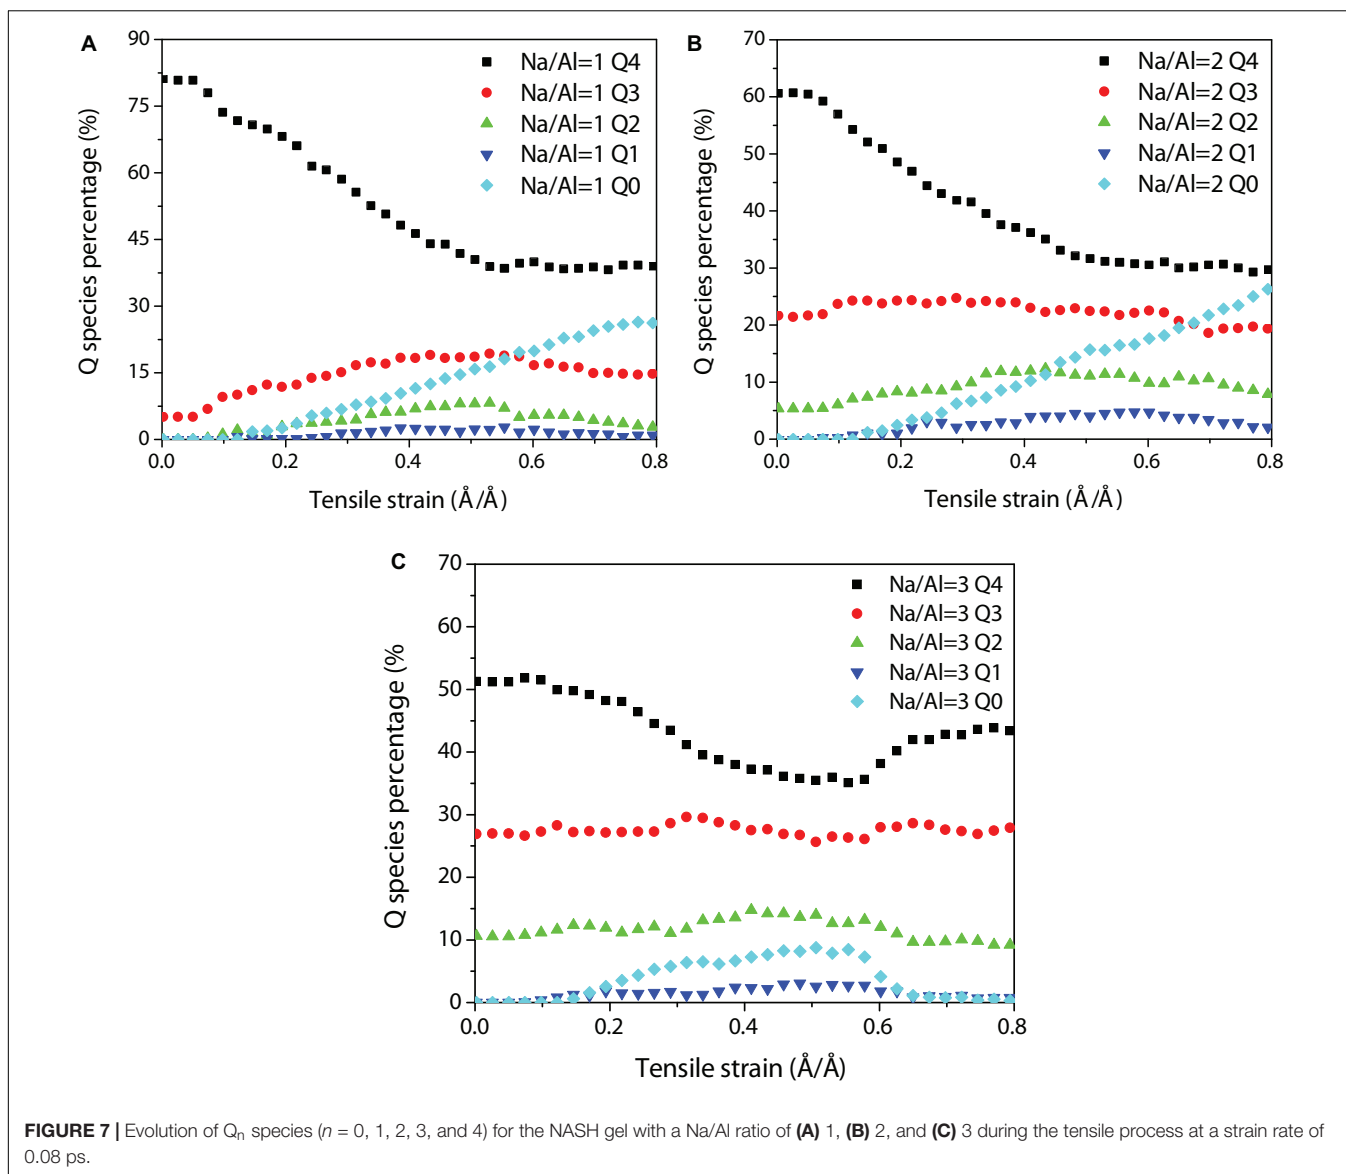 A
90
75
60
45
30
15
0
Q species percentage (%)
Na/Al=1 Q4
Na/Al=1 Q3
Na/Al=1 Q2
Na/Al=1 Q1
Na/Al=1 Q0
0.0 0.2 0.4 0.6 0.8
Tensile strain (Å/Å)
B
70
60
50
40
30
20
10
0
Q species percentage (%)
Na/Al=2 Q4
Na/Al=2 Q3
Na/Al=2 Q2
Na/Al=2 Q1
Na/Al=2 Q0
0.0 0.2 0.4 0.6 0.8
Tensile strain (Å/Å)
C
70
60
50
40
30
20
10
0
Q species percentage (%
Na/Al=3 Q4
Na/Al=3 Q3
Na/Al=3 Q2
Na/Al=3 Q1
Na/Al=3 Q0
0.0 0.2 0.4 0.6 0.8
Tensile strain (Å/Å)
FIGURE 7 | Evolution of Qn species (n = 0, 1, 2, 3, and 4) for the NASH gel with a Na/Al ratio of (A) 1, (B) 2, and (C) 3 during the tensile process at a strain rate of
0.08 ps.